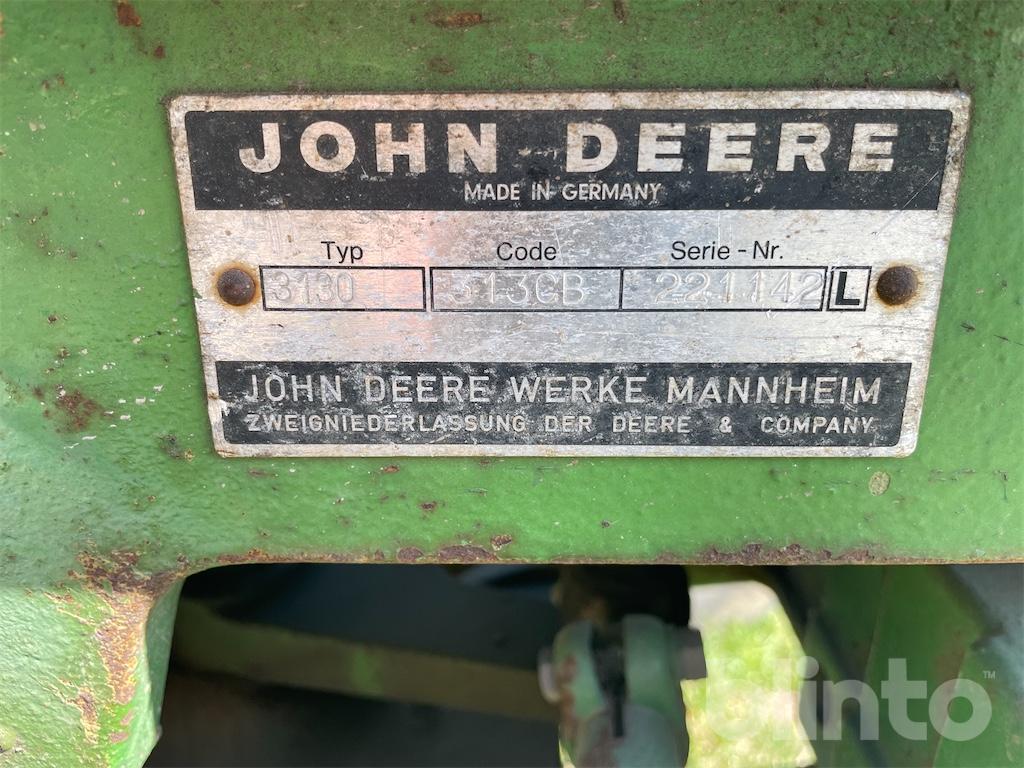 JOHN DEERE
MADE IN GERMANY
Typ Code Serie - Nr.
3130 313CB 221142 L
JOHN DEERE WERKE MANNHEIM
ZWEIGNIEDERLASSUNG DER DEERE & COMPANY
blinto™